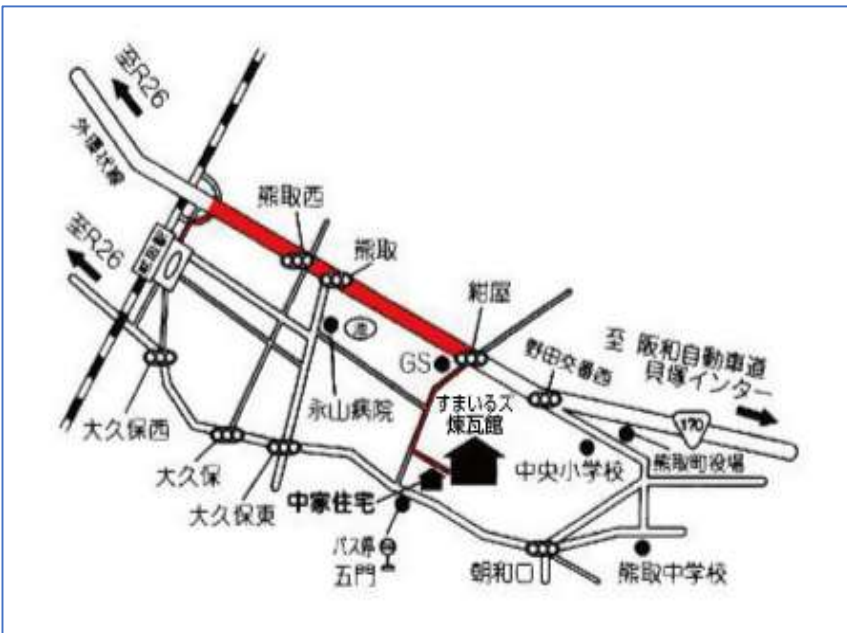 至R26
外環状線
至R26
熊取駅
熊取西
熊取
紺屋
野田交番西
至 阪和自動車道
貝塚インター
170
GS
すまいるズ
煉瓦館
永山病院
大久保西
大久保
大久保東
中家住宅
中央小学校
熊取町役場
バス停
五門
朝和口
熊取中学校